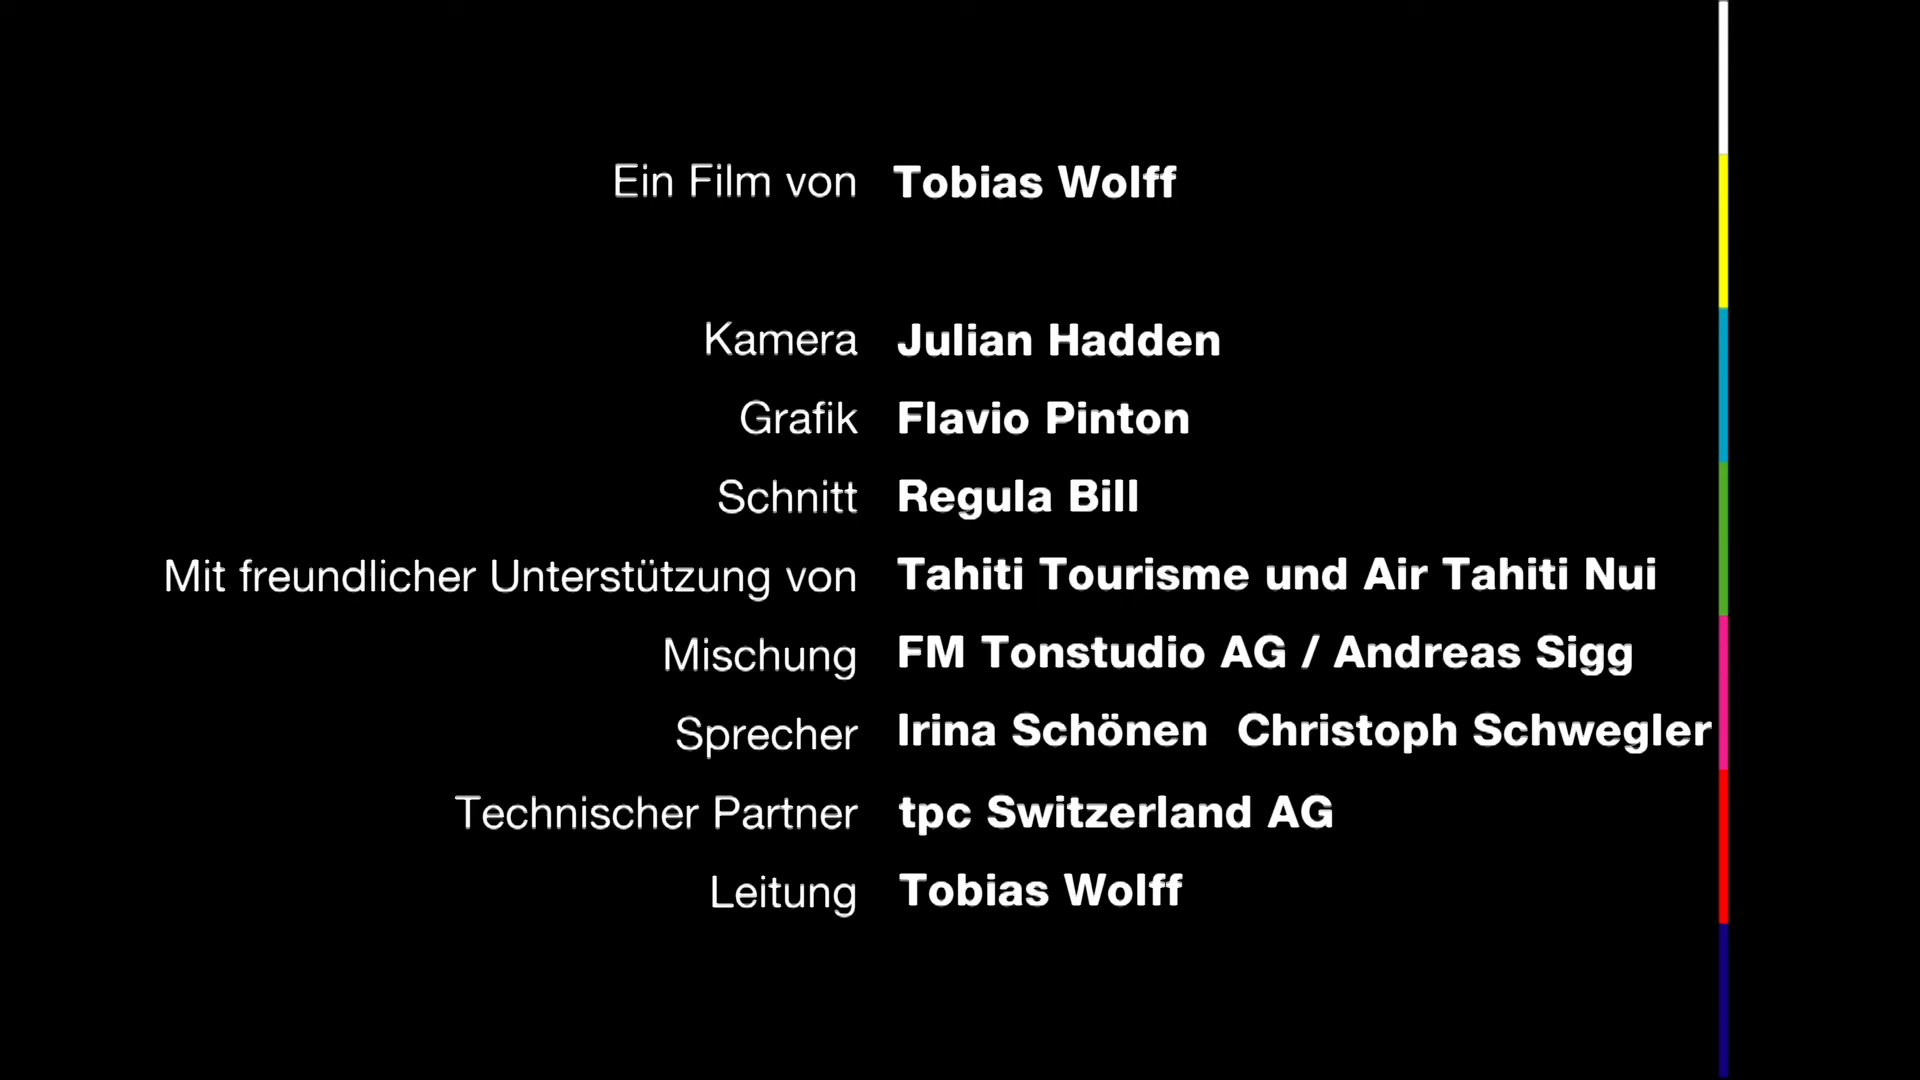 Ein Film von Tobias Wolff
Kamera Julian Hadden
Grafik Flavio Pinton
Schnitt Regula Bill
Mit freundlicher Unterstützung von Tahiti Tourisme und Air Tahiti Nui
Mischung FM Tonstudio AG / Andreas Sigg
Sprecher Irina Schönen Christoph Schwegler
Technischer Partner tpc Switzerland AG
Leitung Tobias Wolff